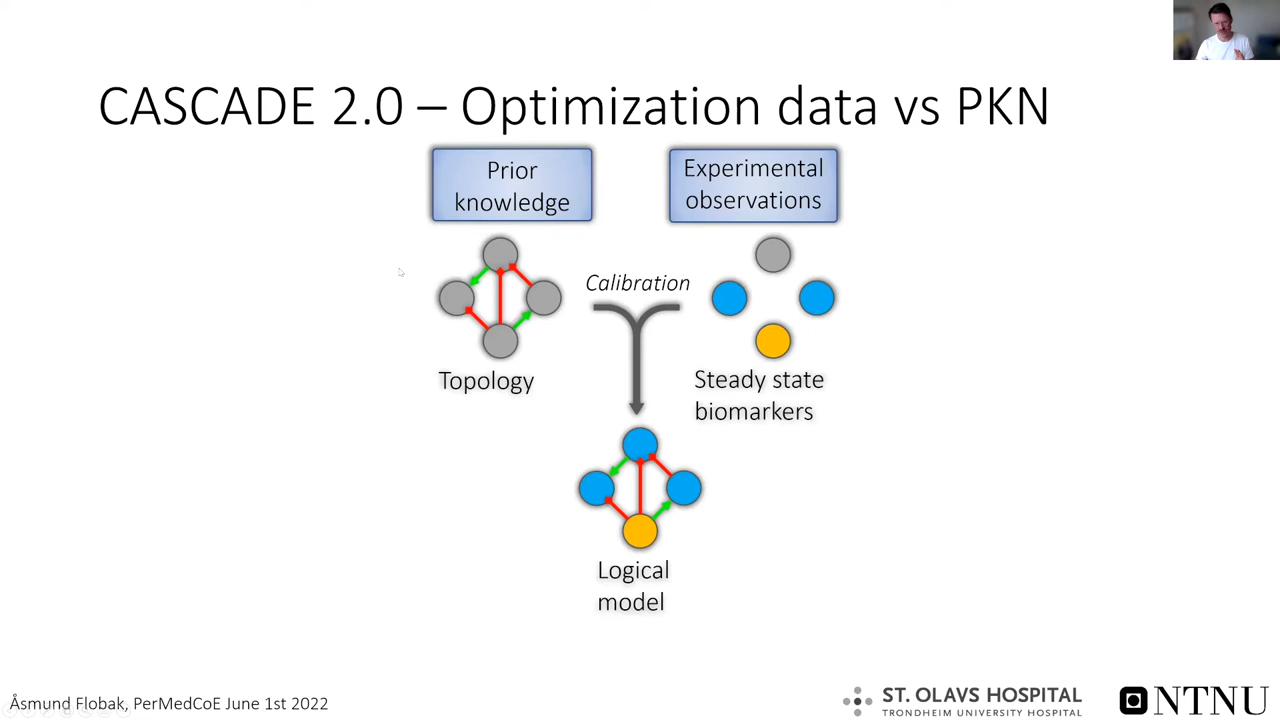 CASCADE 2.0 – Optimization data vs PKN
Prior
knowledge
Experimental
observations
Calibration
Topology
Steady state
biomarkers
Logical
model
Åsmund Flobak, PerMedCoE June 1st 2022
ST. OLAVS HOSPITAL
TRONDHEIM UNIVERSITY HOSPITAL
NTNU